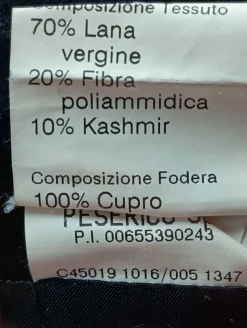 Composizione Tessuto
70% Lana
vergine
20% Fibra
poliammidica
10% Kashmir
Composizione Fodera
100% Cupro
PESERICO
P.I. 00655390243
C45019 1016/005 1347